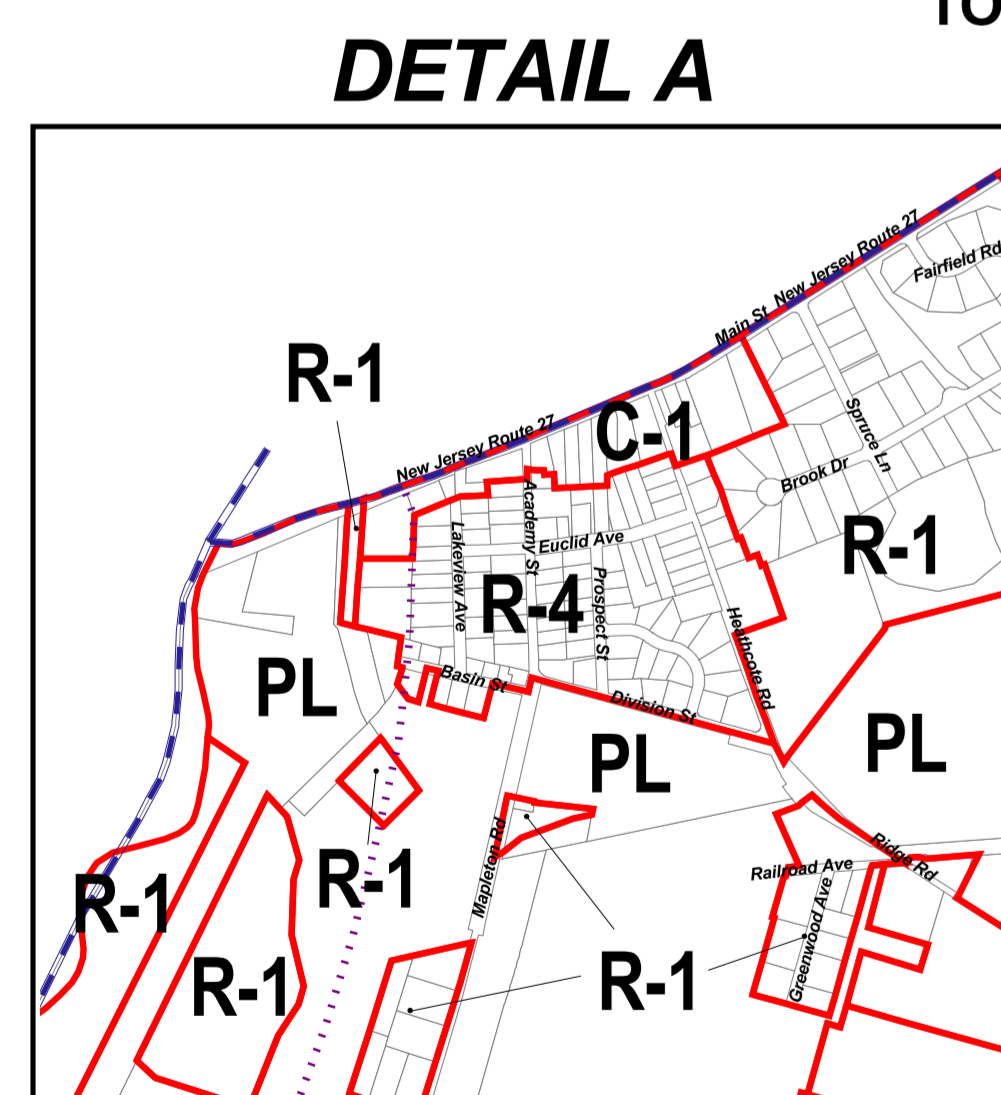 TO
DETAIL A
New Jersey Route 27
Fairfield Rd
Main St
R-1
C-1
New Jersey Route 27
Spruce Ln
Brook Dr
Academy St
Lakeview Ave
Euclid Ave
R-1
R-4
Prospect St
Heathcote Rd
PL
Basin St
Division St
PL
PL
R-1
Mapleton Rd
Ridge Rd
Railroad Ave
R-1
Greenwood Ave
R-1
R-1